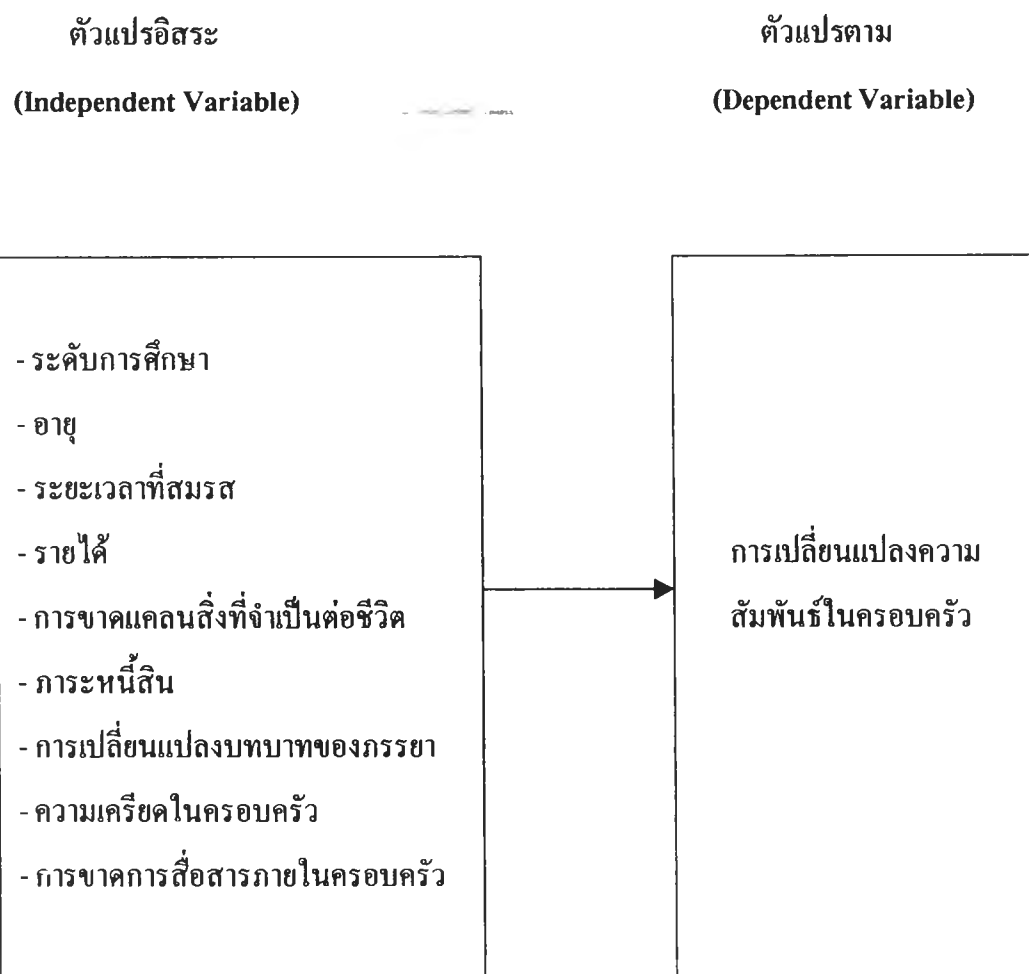 ตัวแปรอิสระ
(Independent Variable)
ตัวแปรตาม
(Dependent Variable)
- ระดับการศึกษา
- อายุ
- ระยะเวลาที่สมรส
- รายได้
- การขาดแคลนสิ่งที่จำเป็นต่อชีวิต
- ภาระหนี้สิน
- การเปลี่ยนแปลงบทบาทของภรรยา
- ความเครียดในครอบครัว
- การขาดการสื่อสารภายในครอบครัว
การเปลี่ยนแปลงความ
สัมพันธ์ในครอบครัว